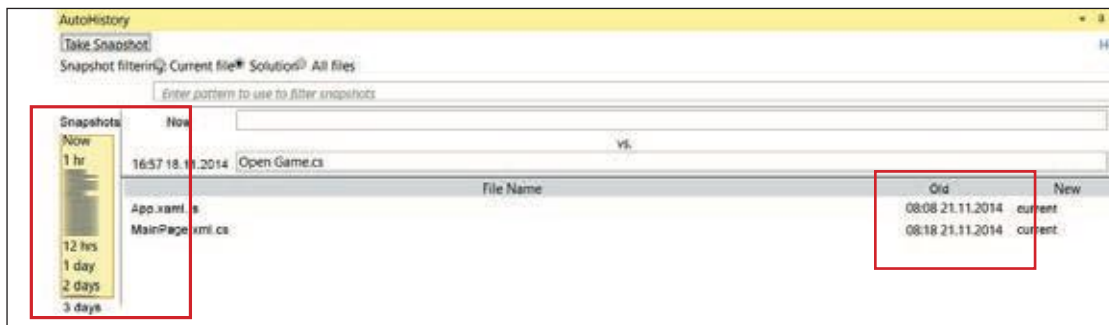 AutoHistory
Take Snapshot H
Snapshot filtering: Current file Solution All files
Enter pattern to use to filter snapshots
Snapshots Now
Now vs.
1 hr 16:57 18.11.2014 Open Game.cs
File Name Old New
App.xaml.cs 08:08 21.11.2014 current
MainPage.xml.cs 08:18 21.11.2014 current
12 hrs
1 day
2 days
3 days